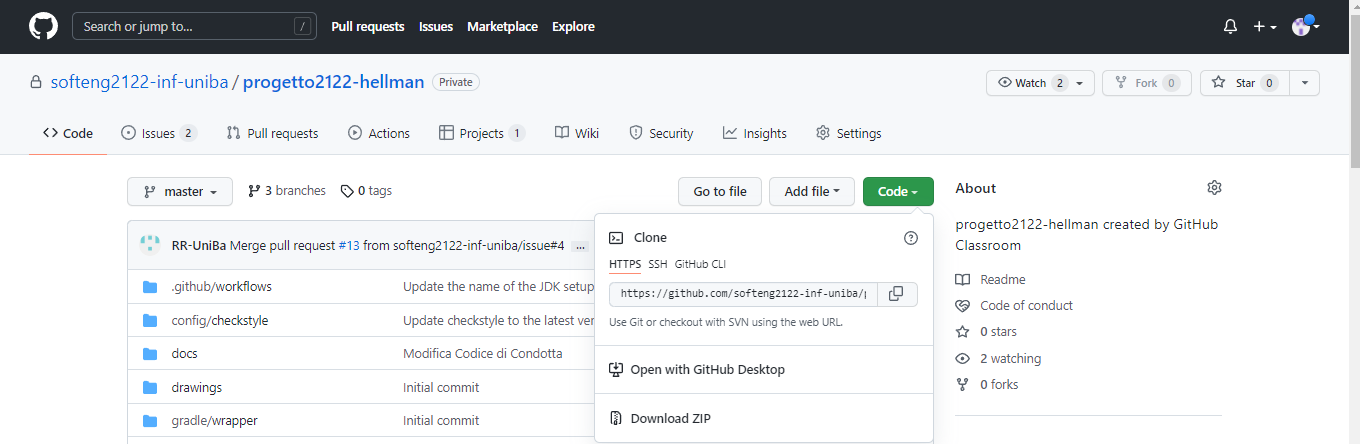 Search or jump to... / Pull requests Issues Marketplace Explore
softeng2122-inf-uniba / progetto2122-hellman Private Watch 2 Fork 0 Star 0
Code Issues 2 Pull requests Actions Projects 1 Wiki Security Insights Settings
master 3 branches 0 tags Go to file Add file Code
RR-UniBa Merge pull request #13 from softeng2122-inf-uniba/issue#4 ...
.github/workflows Update the name of the JDK setup
config/checkstyle Update checkstyle to the latest
docs Modifica Codice di Condotta
drawings Initial commit
gradle/wrapper Initial commit
Clone
HTTPS SSH GitHub CLI
https://github.com/softeng2122-inf-uniba/
Use Git or checkout with SVN using the web URL.
Open with GitHub Desktop
Download ZIP
About
progetto2122-hellman created by GitHub
Classroom
Readme
Code of conduct
0 stars
2 watching
0 forks